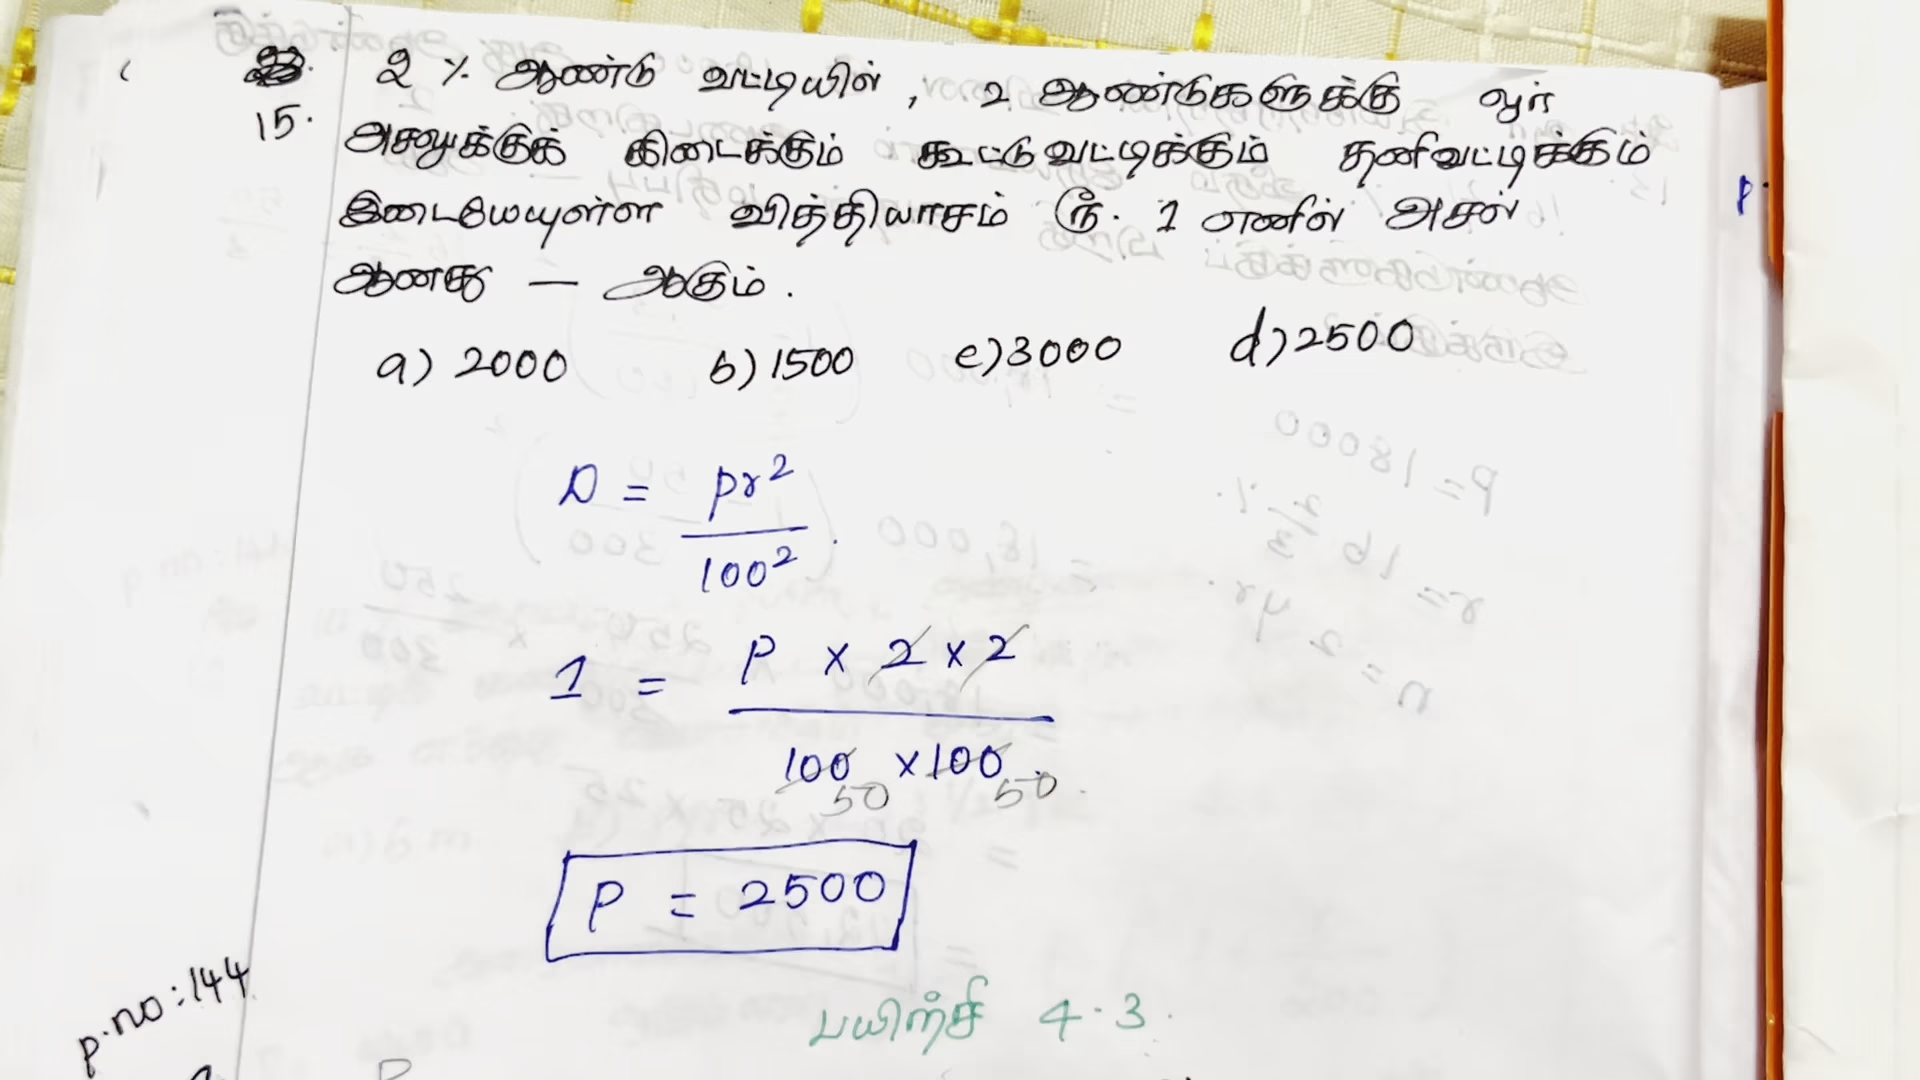 15. 2 % ஆண்டு வட்டியில், 2 ஆண்டுகளுக்கு ஓர்
அசலுக்குக் கிடைக்கும் கூட்டுவட்டிக்கும் தனிவட்டிக்கும்
இடையேயுள்ள வித்தியாசம் ரூ. 1 எனில் அசல்
ஆனது — ஆகும்.
a) 2000 b) 1500 c) 3000 d) 2500
D = pr²
100²
1 = P x 2 x 2
100 x 100
50 50
P = 2500
P.no: 144
பயிற்சி 4.3